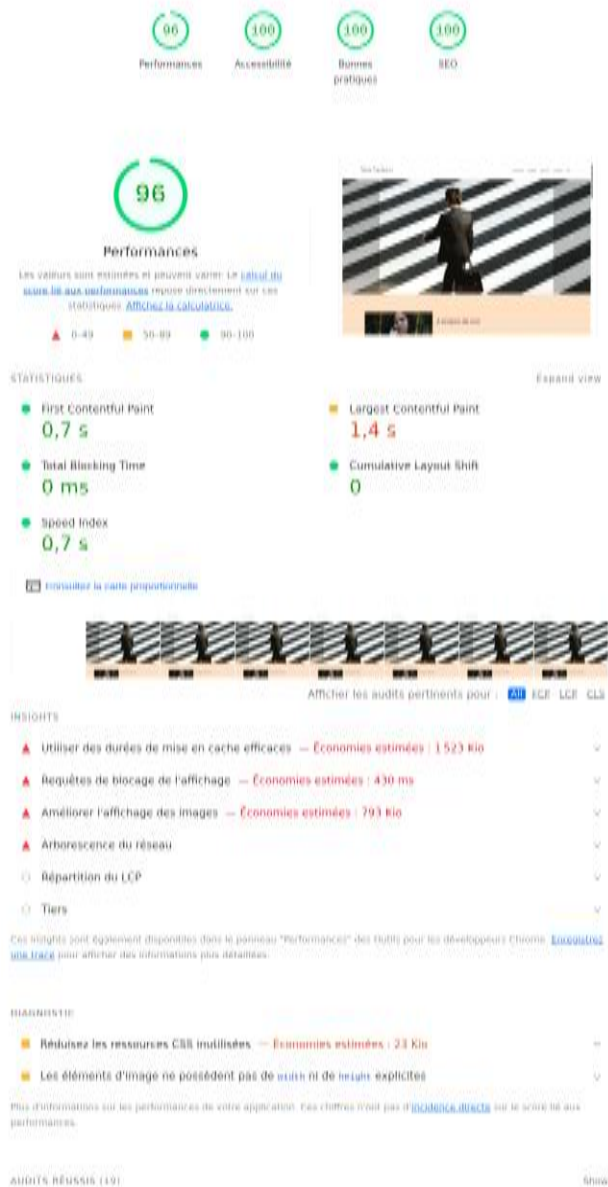 96
100
100
100
Performances
Accessibilité
Bonnes
pratiques
SEO
96
Performances
Les valeurs sont estimées et peuvent varier. Le calcul du
score lié aux performances repose directement sur ces
statistiques. Affichez la calculatrice.
0-49
50-89
90-100
STATISTIQUES
Expand view
First Contentful Paint
0,7 s
Largest Contentful Paint
1,4 s
Total Blocking Time
0 ms
Cumulative Layout Shift
0
Speed Index
0,7 s
Consultez la carte proportionnelle
Afficher les audits pertinents pour : All FCP LCP CLS
INSIGHTS
Utiliser des durées de mise en cache efficaces — Économies estimées : 1 523 Kio
Requêtes de blocage de l'affichage — Économies estimées : 430 ms
Améliorer l'affichage des images — Économies estimées : 793 Kio
Arborescence du réseau
Répartition du LCP
Tiers
Ces insights sont également disponibles dans le panneau "Performances" des Outils pour les développeurs Chrome. Enregistrez
une trace pour afficher des informations plus détaillées.
DIAGNOSTIC
Réduisez les ressources CSS inutilisées — Économies estimées : 23 Kio
Les éléments d'image ne possèdent pas de width ni de height explicites
Plus d'informations sur les performances de votre application. Ces chiffres n'ont pas d'incidence directe sur le score lié aux
performances.
AUDITS RÉUSSIS (19)